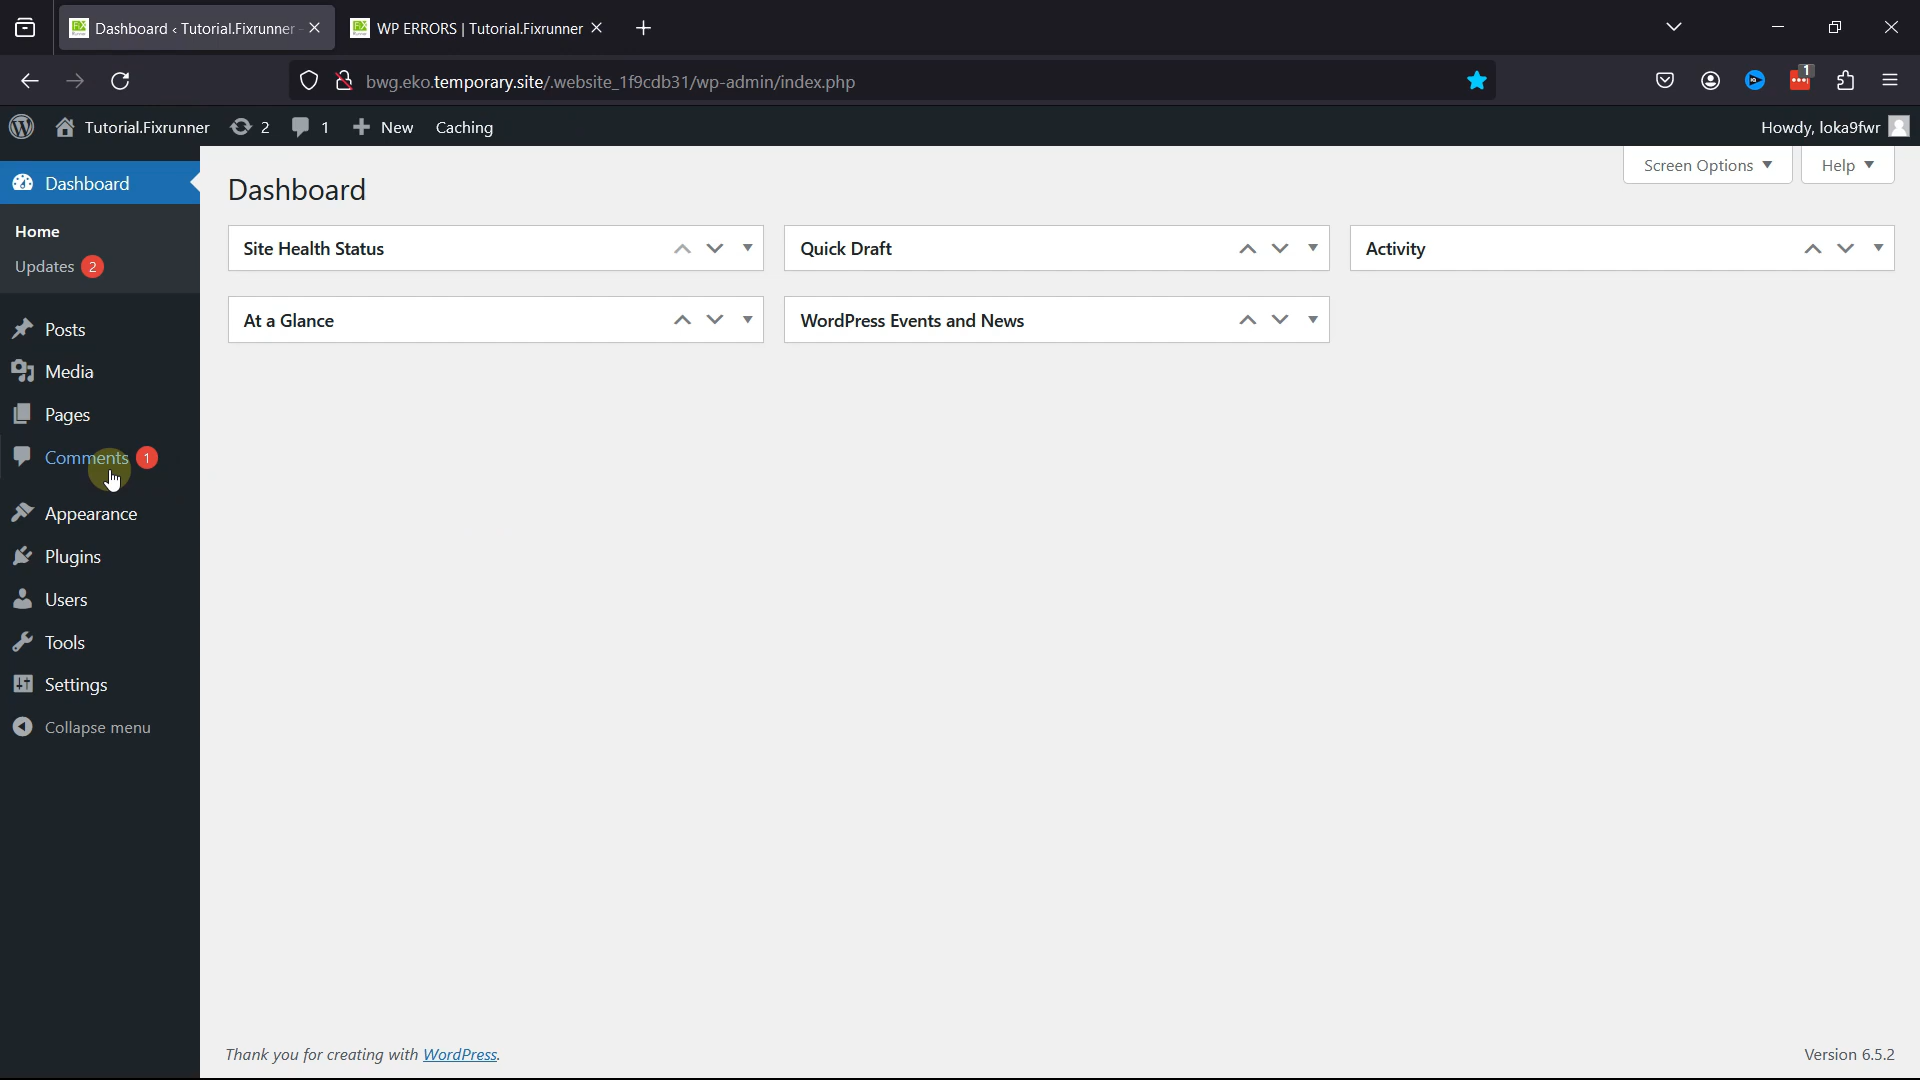 Dashboard ‹ Tutorial.Fixrunner
WP ERRORS | Tutorial.Fixrunner
bwg.eko.temporary.site/.website_1f9cdb31/wp-admin/index.php
1
Tutorial.Fixrunner 2 1 New Caching Howdy, loka9fwr
Screen Options Help
Dashboard
Home
Updates 2
Posts
Media
Pages
Comments 1
Appearance
Plugins
Users
Tools
Settings
Collapse menu
Dashboard
Site Health Status
Quick Draft
Activity
At a Glance
WordPress Events and News
Thank you for creating with WordPress.
Version 6.5.2